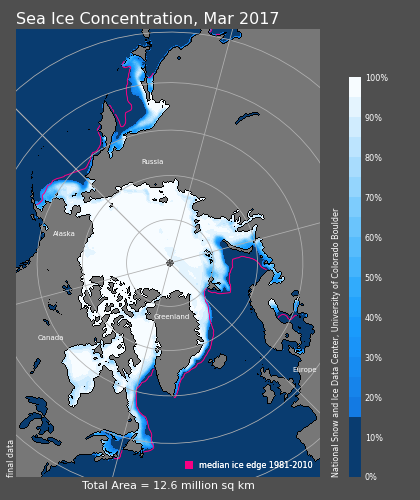 Sea Ice Concentration, Mar 2017
Russia
Alaska
Greenland
Canada
Europe
median ice edge 1981-2010
final data
Total Area = 12.6 million sq km
100%
90%
80%
70%
60%
50%
40%
30%
20%
10%
0%
National Snow and Ice Data Center, University of Colorado Boulder